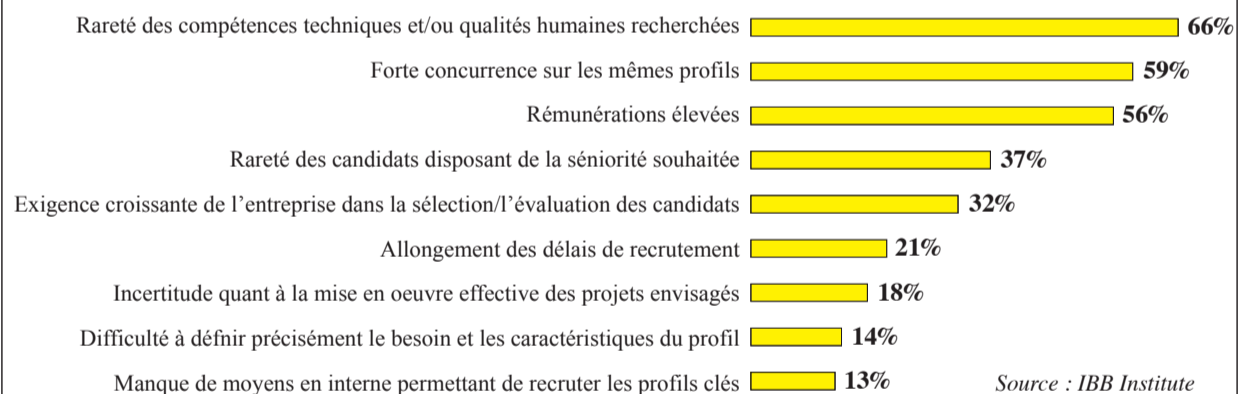 Rareté des compétences techniques et/ou qualités humaines recherchées 66%
Forte concurrence sur les mêmes profils 59%
Rémunérations élevées 56%
Rareté des candidats disposant de la séniorité souhaitée 37%
Exigence croissante de l’entreprise dans la sélection/l’évaluation des candidats 32%
Allongement des délais de recrutement 21%
Incertitude quant à la mise en oeuvre effective des projets envisagés 18%
Difficulté à défnir précisément le besoin et les caractéristiques du profil 14%
Manque de moyens en interne permettant de recruter les profils clés 13% Source : IBB Institute